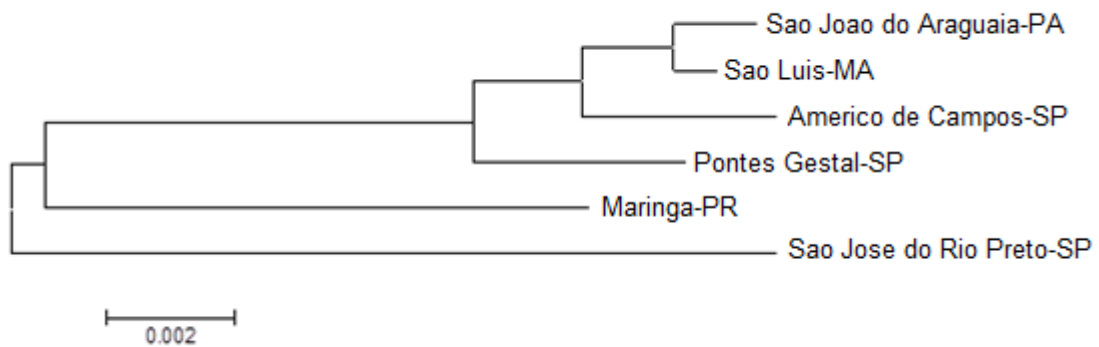 Sao Joao do Araguaia-PA
Sao Luis-MA
Americo de Campos-SP
Pontes Gestal-SP
Maringa-PR
Sao Jose do Rio Preto-SP
0.002